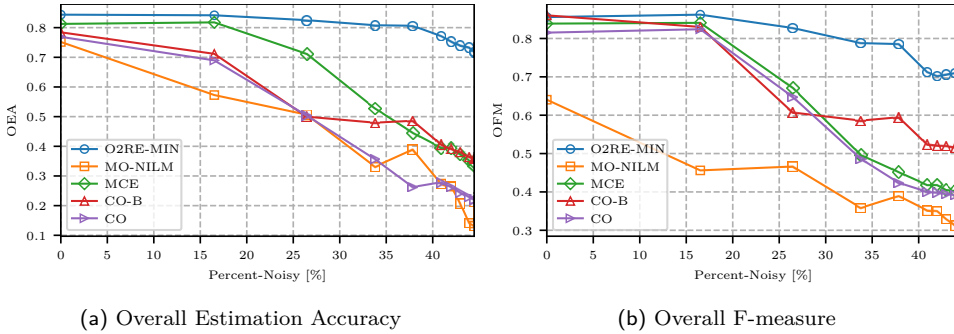 OEA
0.8
0.7
0.6
0.5
0.4
0.3
0.2
0.1
O2RE-MIN
MO-NILM
MCE
CO-B
CO
0 5 10 15 20 25 30 35 40
Percent-Noisy [%]
(a) Overall Estimation Accuracy
OFM
0.8
0.7
0.6
0.5
0.4
0.3
O2RE-MIN
MO-NILM
MCE
CO-B
CO
0 5 10 15 20 25 30 35 40
Percent-Noisy [%]
(b) Overall F-measure